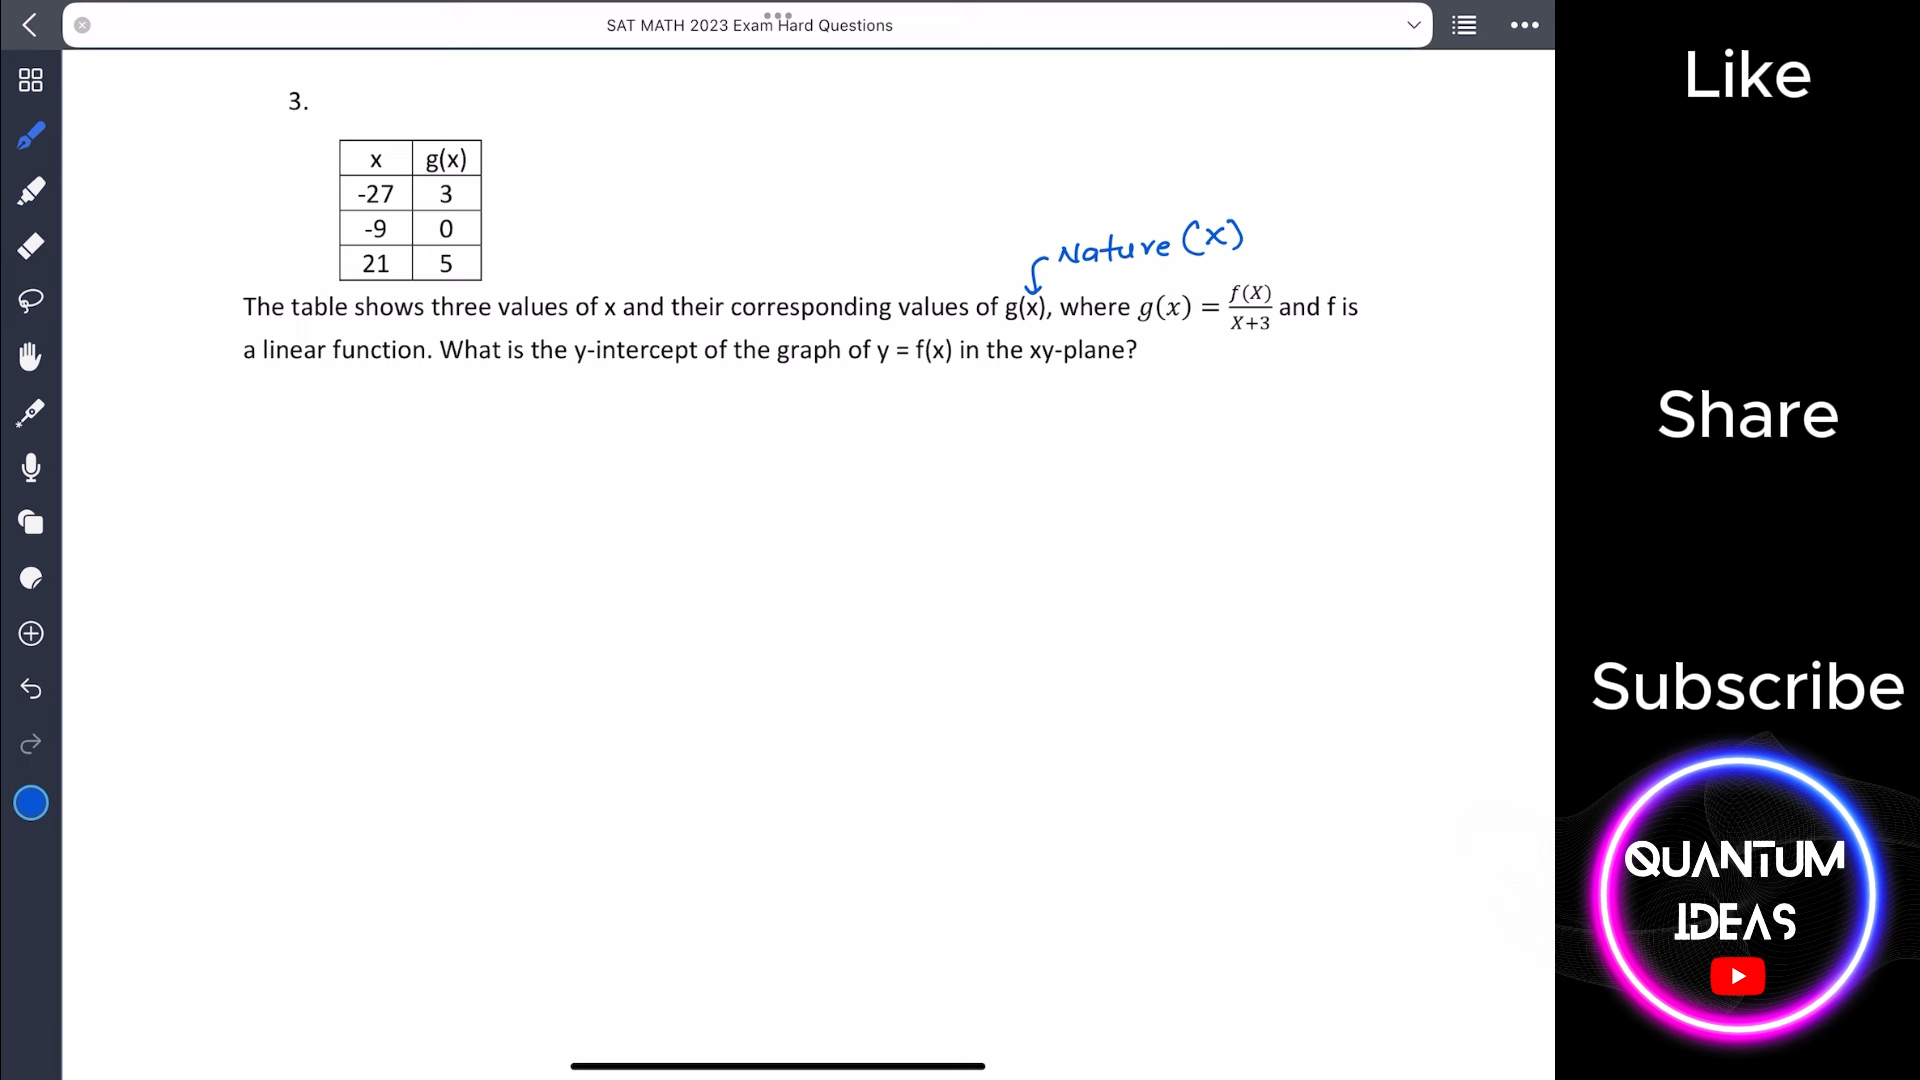 SAT MATH 2023 Exam Hard Questions
3.
x g(x)
-27 3
-9 0
21 5
Nature (x)
The table shows three values of x and their corresponding values of g(x), where g(x) = f(X)/X+3 and f is
a linear function. What is the y-intercept of the graph of y = f(x) in the xy-plane?
Like
Share
Subscribe
QUANTUM
IDEAS